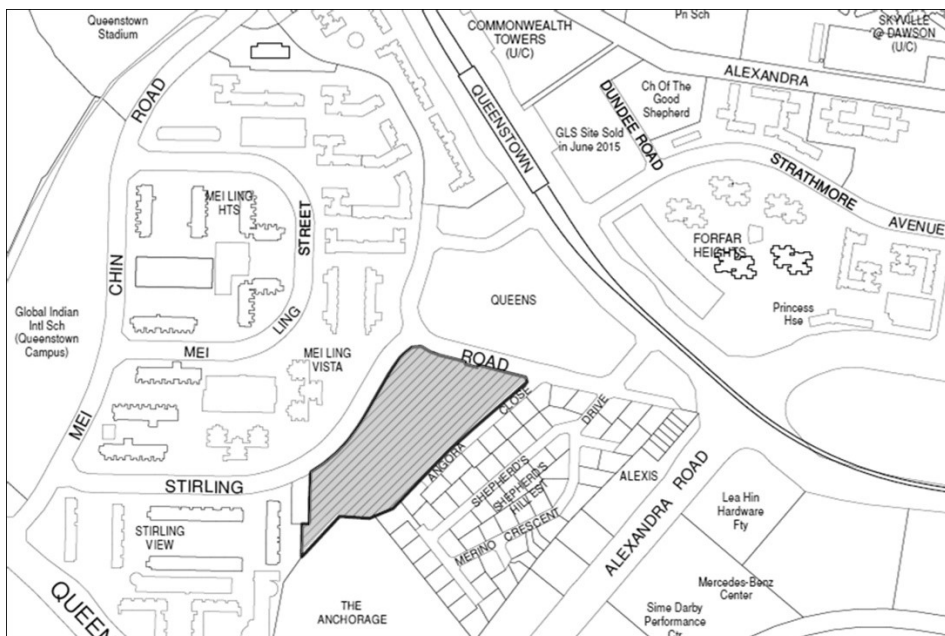 Queenstown
Stadium
COMMONWEALTH
TOWERS
(U/C)
Pri Sch
SKYVILLE
@ DAWSON
(U/C)
ALEXANDRA
ROAD
QUEENSTOWN
DUNDEE ROAD
Ch Of The
Good
Shepherd
GLS Site Sold
in June 2015
STRATHMORE
AVENUE
MEI LING
HTS
STREET
FORFAR
HEIGHTS
CHIN
QUEENS
Global Indian
Intl Sch
(Queenstown
Campus)
LING
Princess
Hse
MEI
MEI LING
VISTA
ROAD
MEI
CLOSE
DRIVE
ANGORA
SHEPHERD'S
SHEPHERD'S
HILL EST
ALEXIS
STIRLING
ALEXANDRA ROAD
Lea Hin
Hardware
Fty
MERINO CRESCENT
STIRLING
VIEW
Mercedes-Benz
Center
THE
ANCHORAGE
Sime Darby
Performance
Ctr